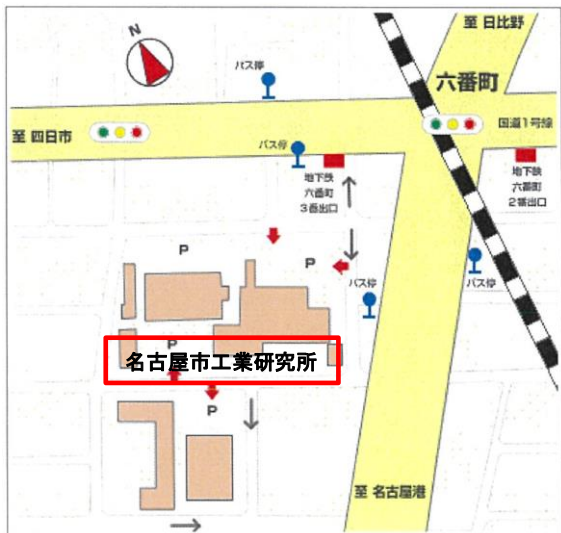 N
至 日比野
バス停
六番町
国道1号線
至 四日市
バス停
地下鉄
六番町
3番出口
地下鉄
六番町
2番出口
P
P
バス停
バス停
P
名古屋市工業研究所
P
至 名古屋港